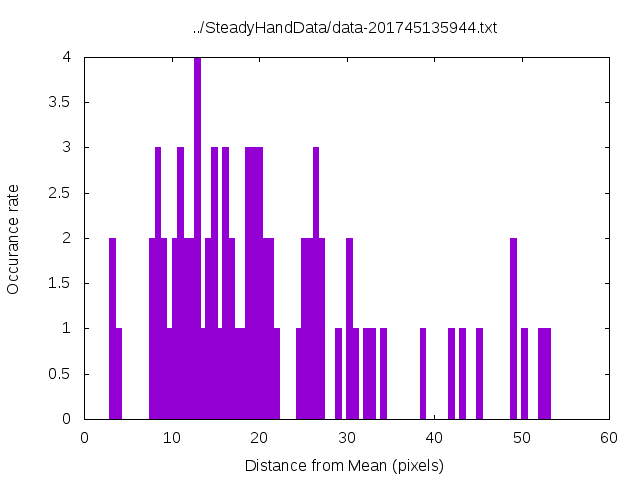 ../SteadyHandData/data-201745135944.txt
4
3.5
3
2.5
2
1.5
1
0.5
0
Occurance rate
0 10 20 30 40 50 60
Distance from Mean (pixels)